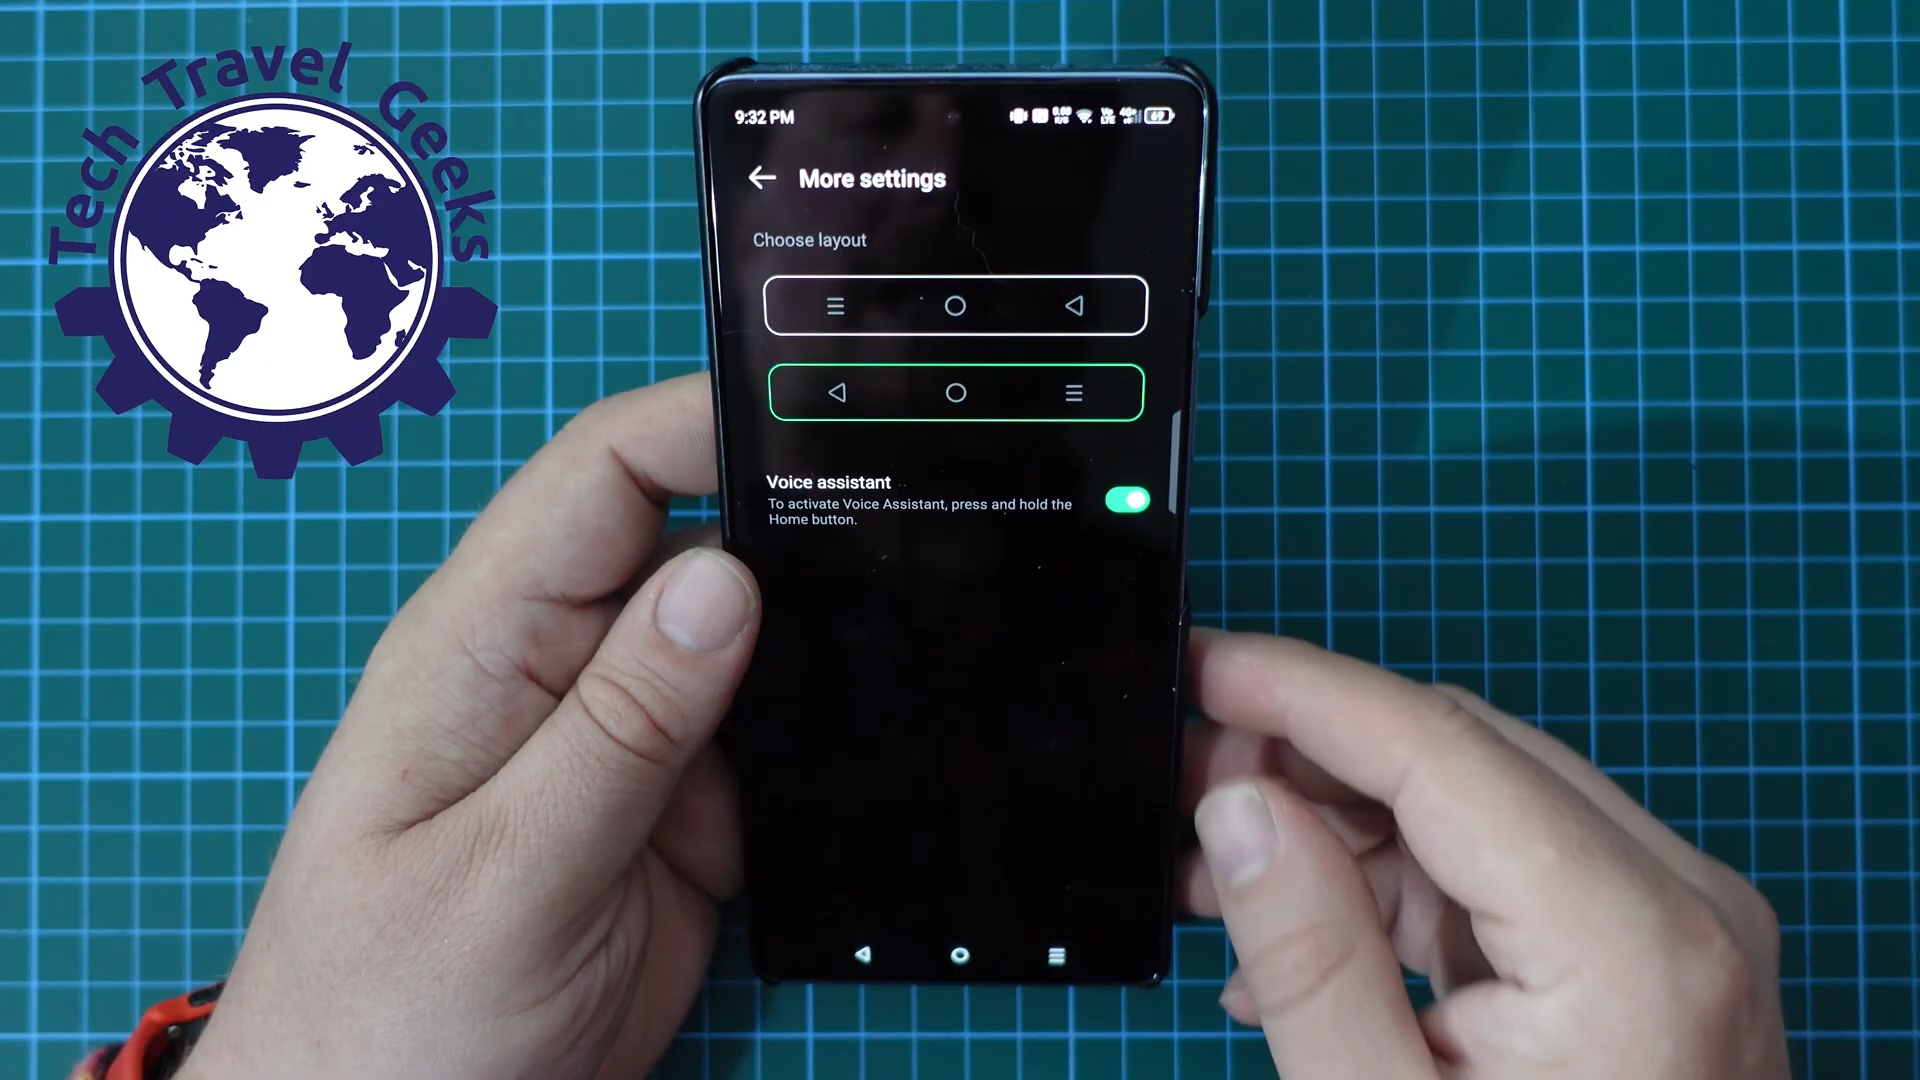 Tech Travel Geeks
9:32 PM
69
More settings
Choose layout
Voice assistant
To activate Voice Assistant, press and hold the
Home button.